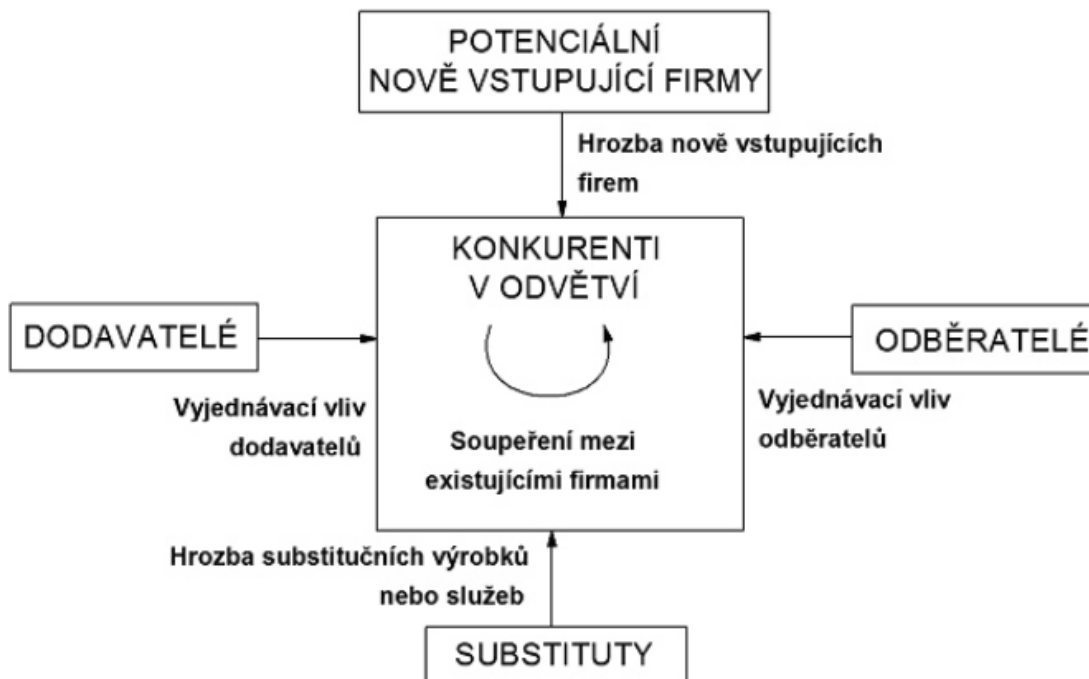 POTENCIÁLNÍ
NOVĚ VSTUPUJÍCÍ FIRMY
Hrozba nově vstupujících
firem
KONKURENTI
V ODVĚTVÍ
DODAVATELÉ
ODBĚRATELÉ
Vyjednávací vliv
dodavatelů
Vyjednávací vliv
odběratelů
Soupeření mezi
existujícími firmami
Hrozba substitučních výrobků
nebo služeb
SUBSTITUTY